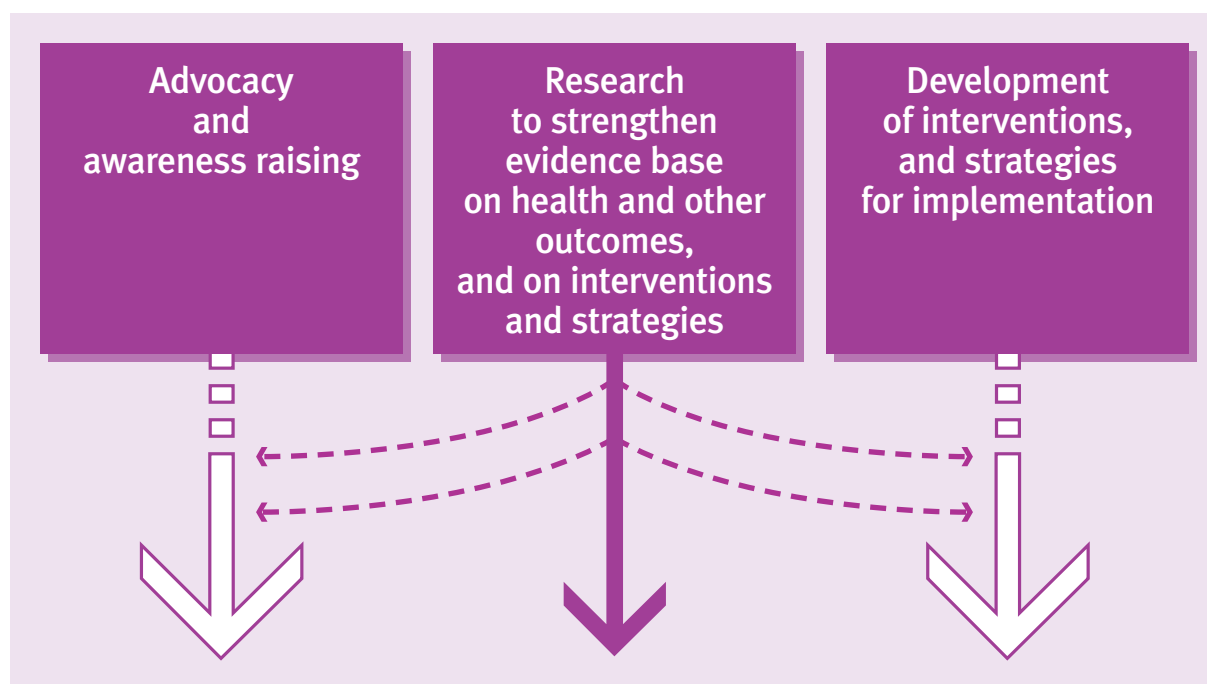 Advocacy
and
awareness raising
Research
to strengthen
evidence base
on health and other
outcomes,
and on interventions
and strategies
Development
of interventions,
and strategies
for implementation